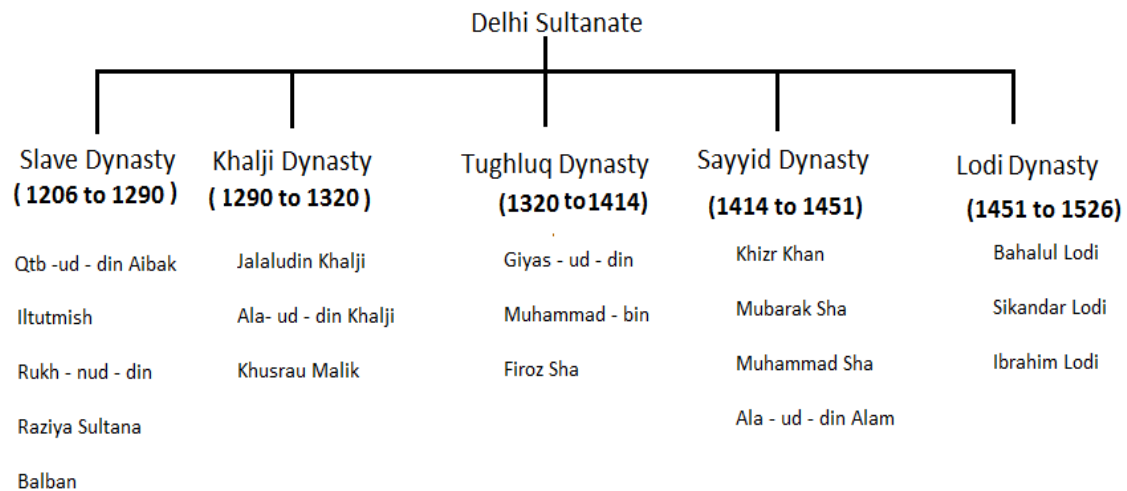 Delhi Sultanate
Slave Dynasty
( 1206 to 1290 )
Qtb -ud - din Aibak
Iltutmish
Rukh - nud - din
Raziya Sultana
Balban
Khalji Dynasty
( 1290 to 1320 )
Jalaludin Khalji
Ala- ud - din Khalji
Khusrau Malik
Tughluq Dynasty
(1320 to 1414)
Giyas - ud - din
Muhammad - bin
Firoz Sha
Sayyid Dynasty
(1414 to 1451)
Khizr Khan
Mubarak Sha
Muhammad Sha
Ala - ud - din Alam
Lodi Dynasty
(1451 to 1526)
Bahalul Lodi
Sikandar Lodi
Ibrahim Lodi